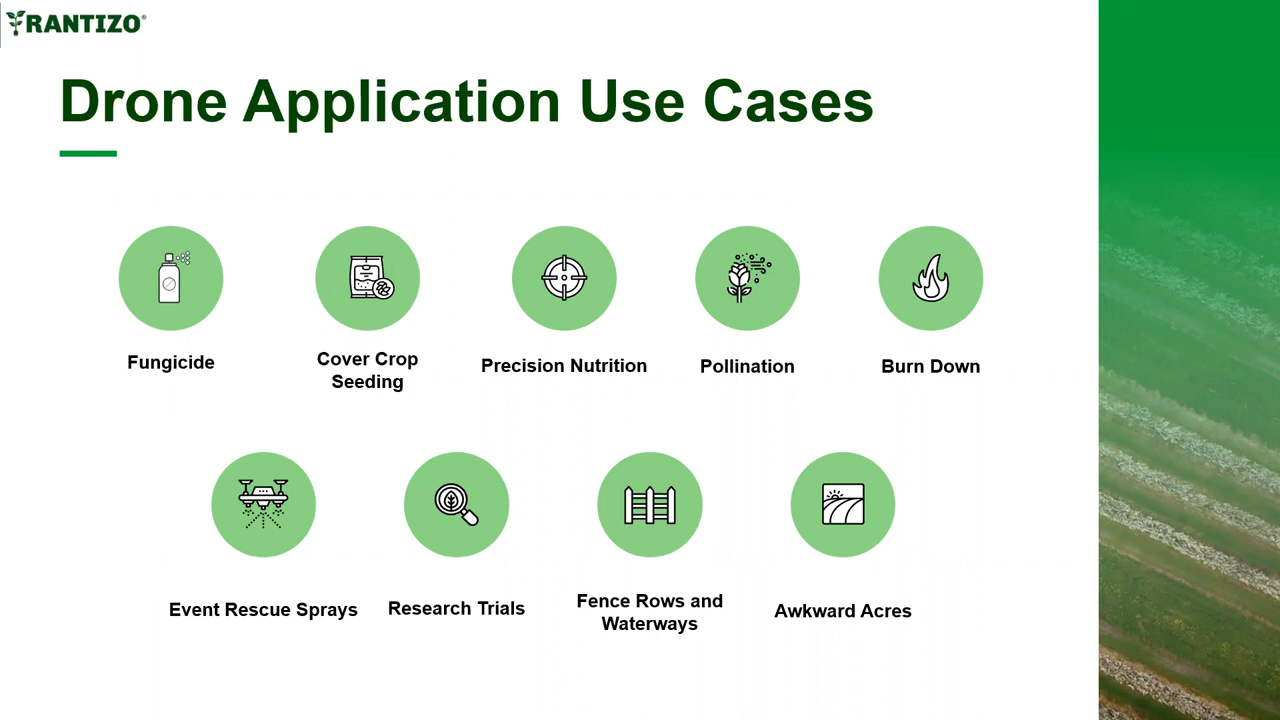 RANTIZO®
Drone Application Use Cases
Fungicide
Cover Crop
Seeding
Precision Nutrition
Pollination
Burn Down
Event Rescue Sprays
Research Trials
Fence Rows and
Waterways
Awkward Acres